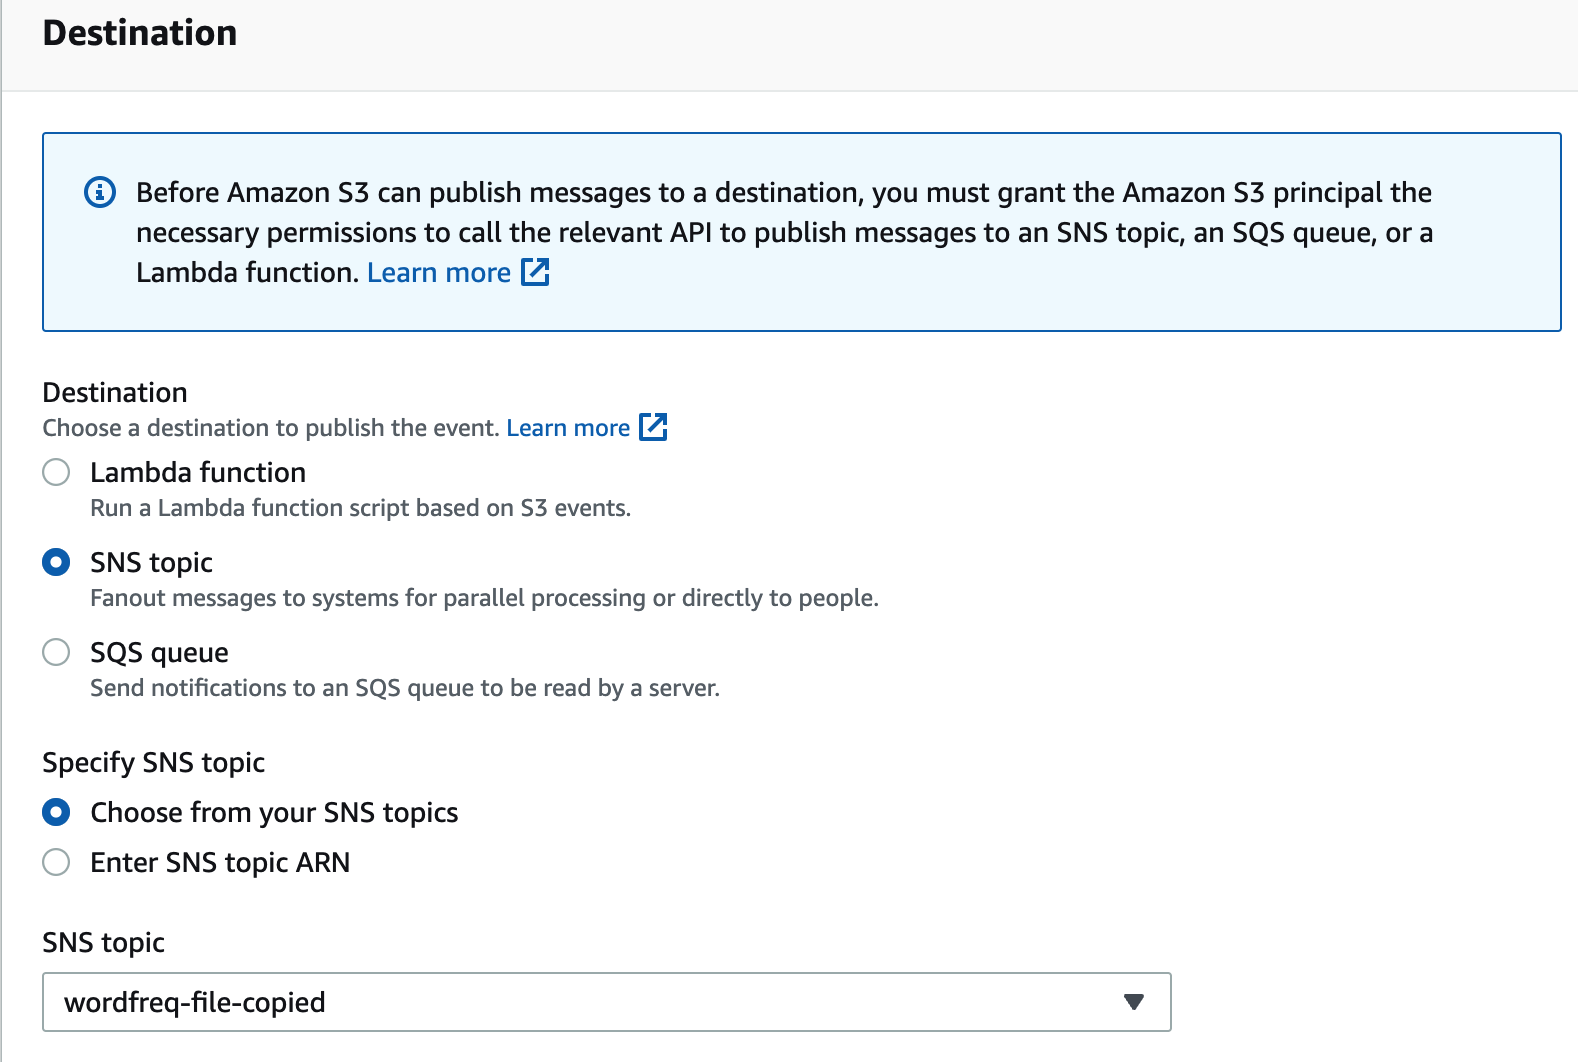 Destination
Before Amazon S3 can publish messages to a destination, you must grant the Amazon S3 principal the
necessary permissions to call the relevant API to publish messages to an SNS topic, an SQS queue, or a
Lambda function. Learn more
Destination
Choose a destination to publish the event. Learn more
Lambda function
Run a Lambda function script based on S3 events.
SNS topic
Fanout messages to systems for parallel processing or directly to people.
SQS queue
Send notifications to an SQS queue to be read by a server.
Specify SNS topic
Choose from your SNS topics
Enter SNS topic ARN
SNS topic
wordfreq-file-copied